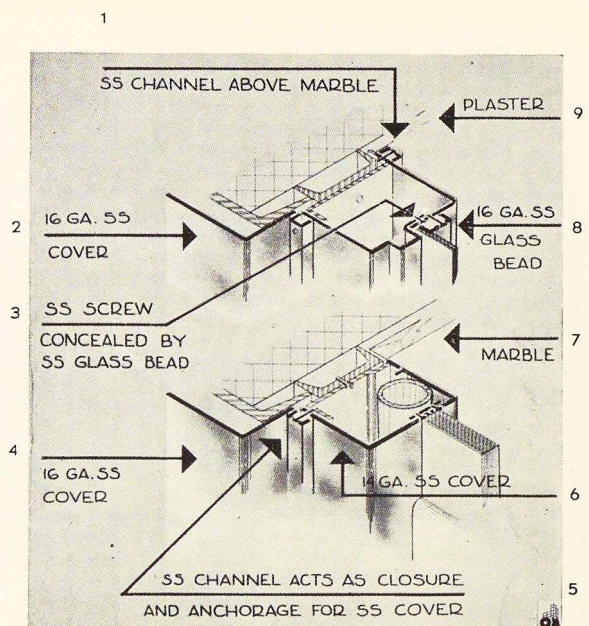 1
SS CHANNEL ABOVE MARBLE
PLASTER
9
2
16 GA. SS
COVER
16 GA. SS
GLASS
BEAD
8
3
SS SCREW
CONCEALED BY
SS GLASS BEAD
MARBLE
7
4
16 GA. SS
COVER
14 GA. SS COVER
6
SS CHANNEL ACTS AS CLOSURE
AND ANCHORAGE FOR SS COVER
5